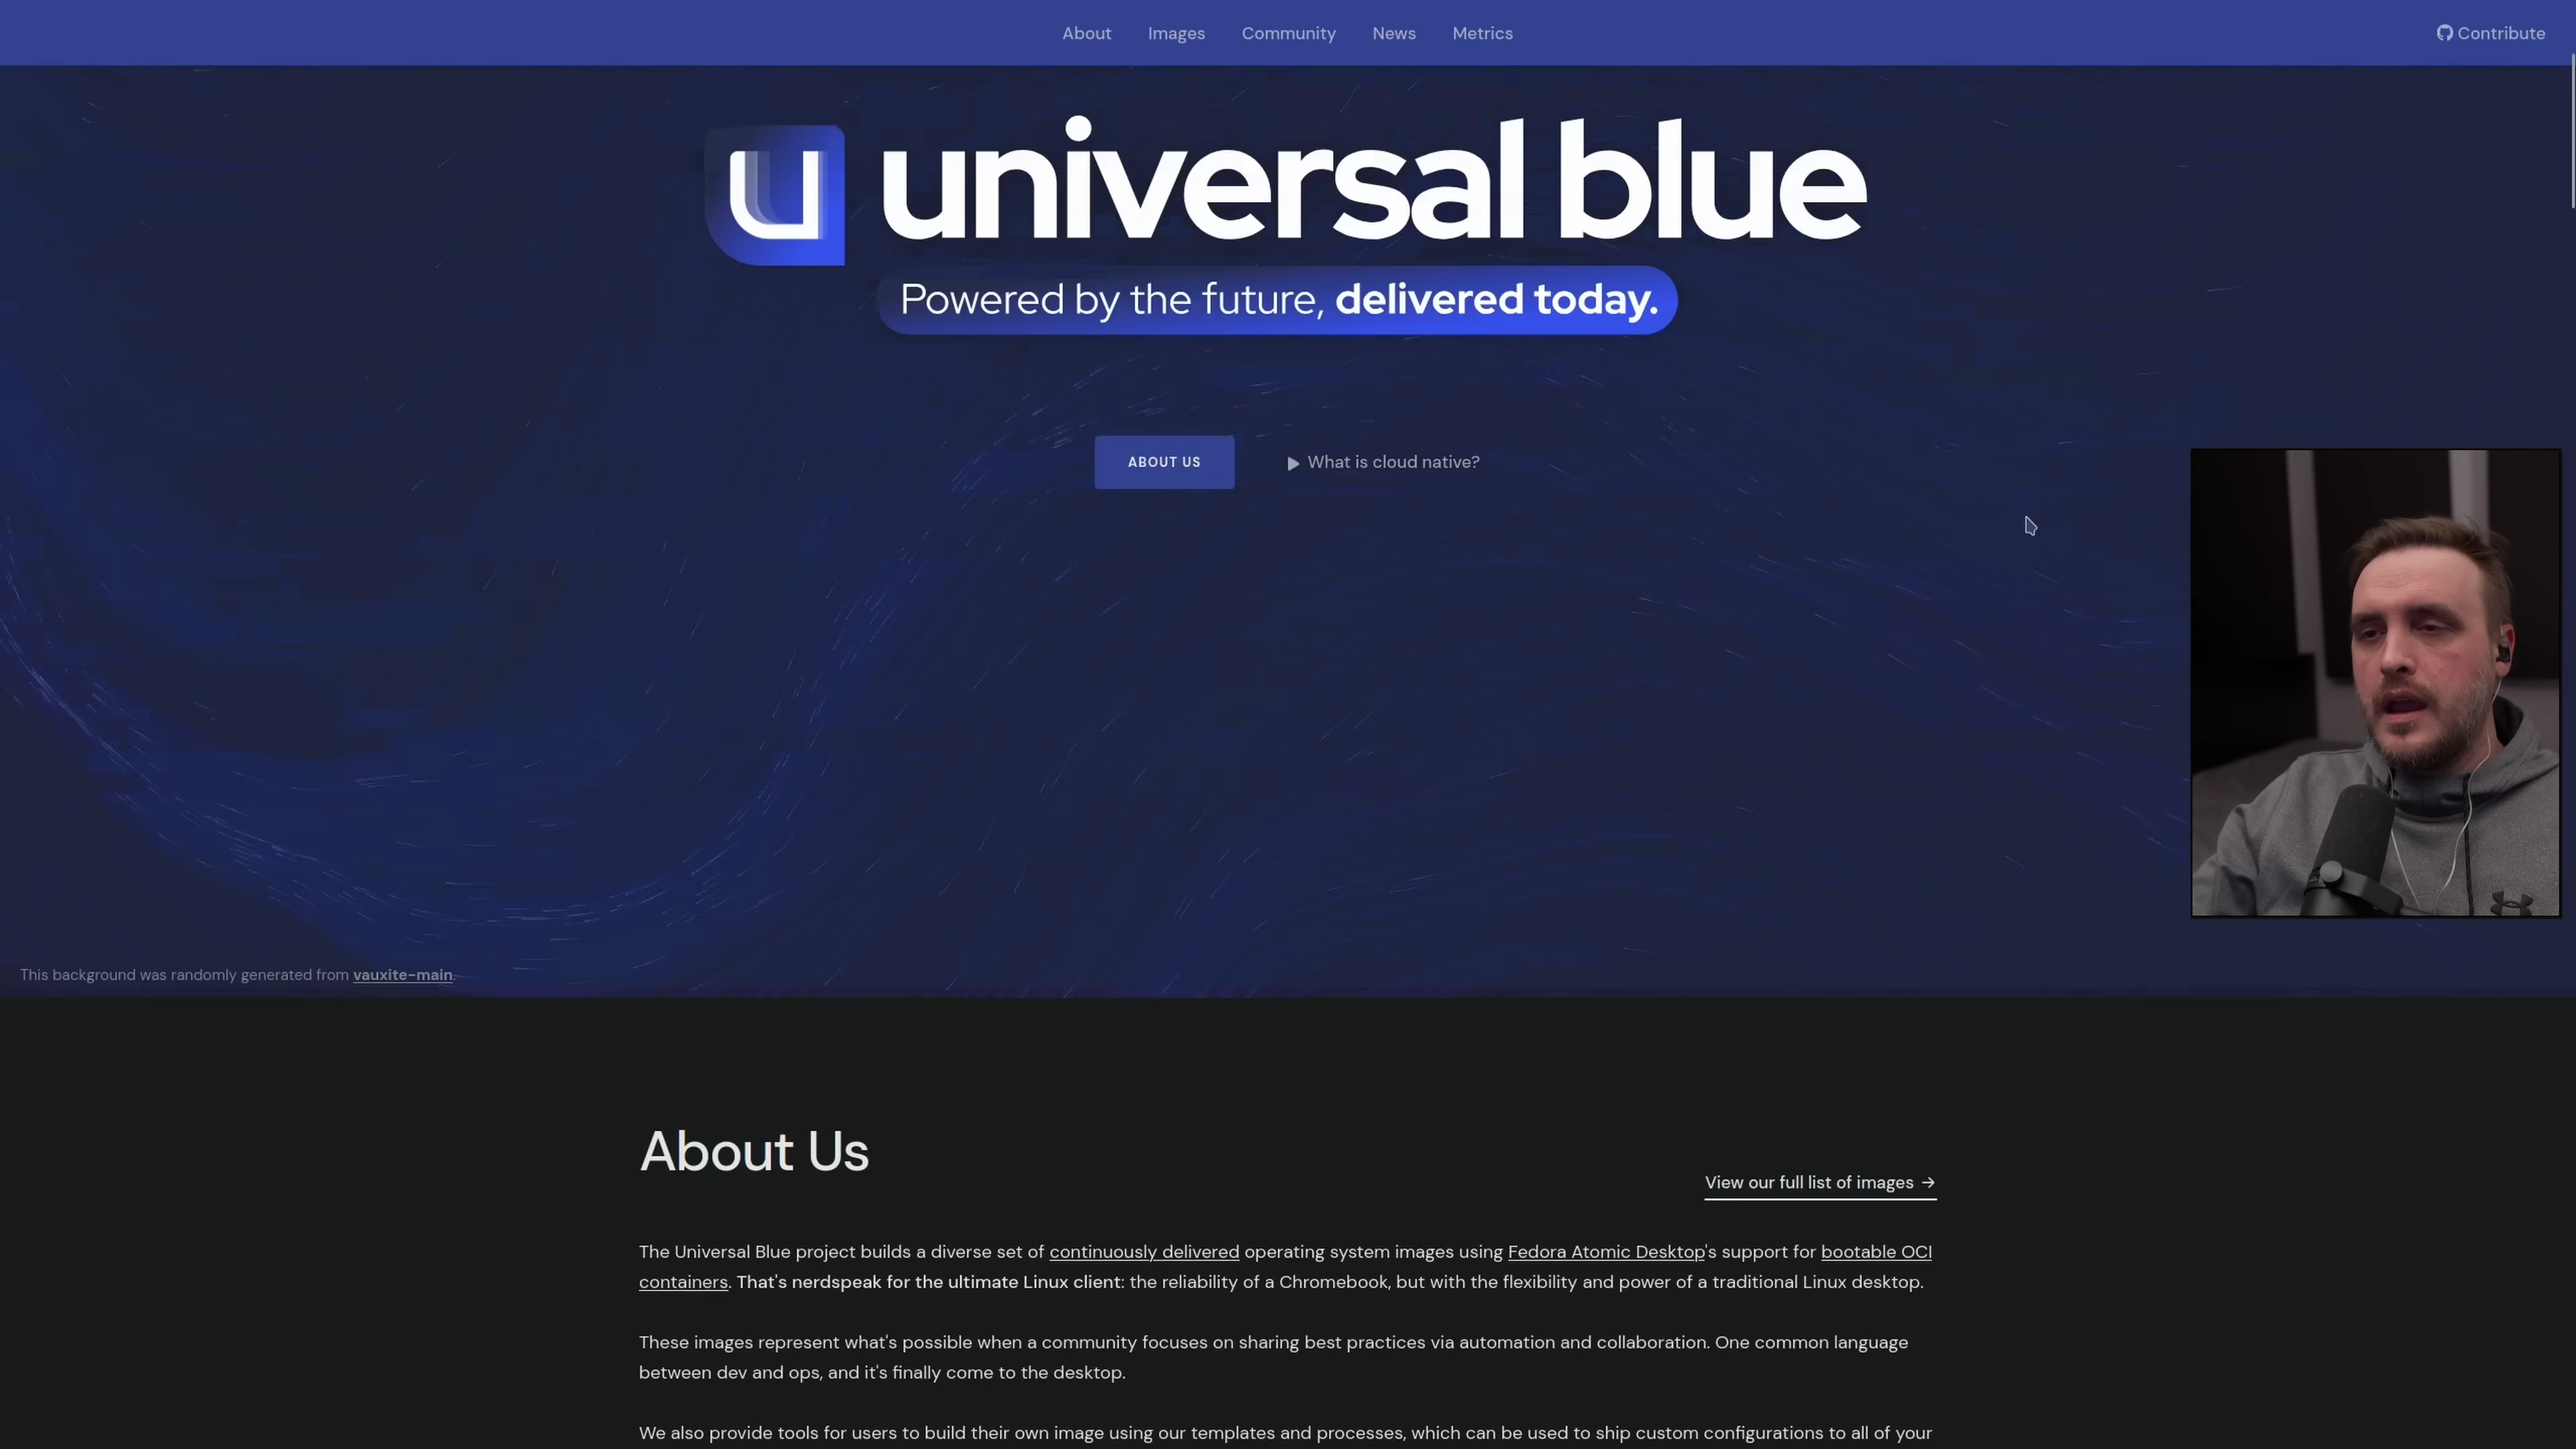 About Images Community News Metrics Contribute
u universal blue
Powered by the future, delivered today.
ABOUT US What is cloud native?
This background was randomly generated from vauxite-main.
About Us
View our full list of images →
The Universal Blue project builds a diverse set of continuously delivered operating system images using Fedora Atomic Desktop's support for bootable OCI
containers. That's nerdspeak for the ultimate Linux client: the reliability of a Chromebook, but with the flexibility and power of a traditional Linux desktop.
These images represent what's possible when a community focuses on sharing best practices via automation and collaboration. One common language
between dev and ops, and it's finally come to the desktop.
We also provide tools for users to build their own image using our templates and processes, which can be used to ship custom configurations to all of your